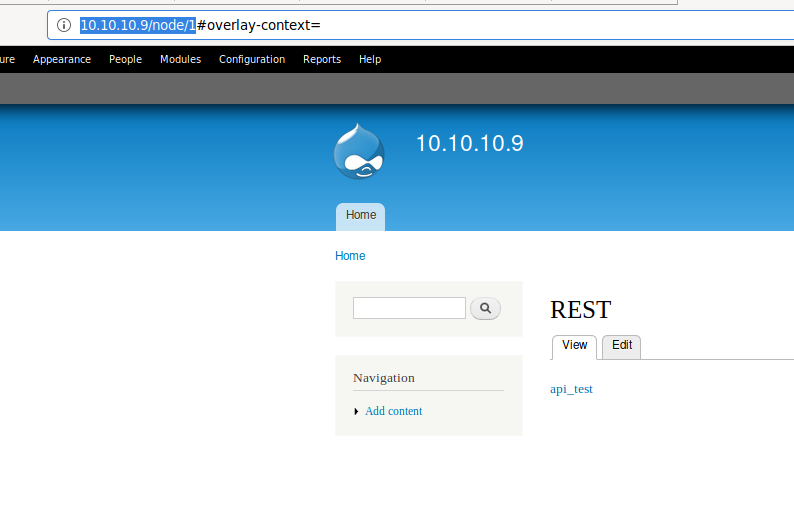 10.10.10.9/node/1#overlay-context=
ure Appearance People Modules Configuration Reports Help
10.10.10.9
Home
Home
REST
View Edit
Navigation
api_test
Add content